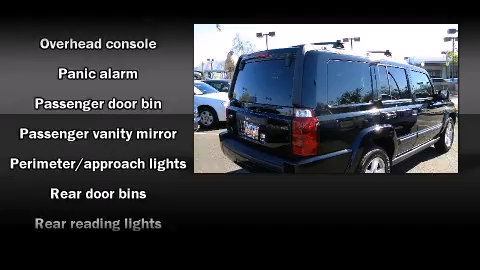 Overhead console
Panic alarm
Passenger door bin
Passenger vanity mirror
Perimeter/approach lights
Rear door bins
Rear reading lights